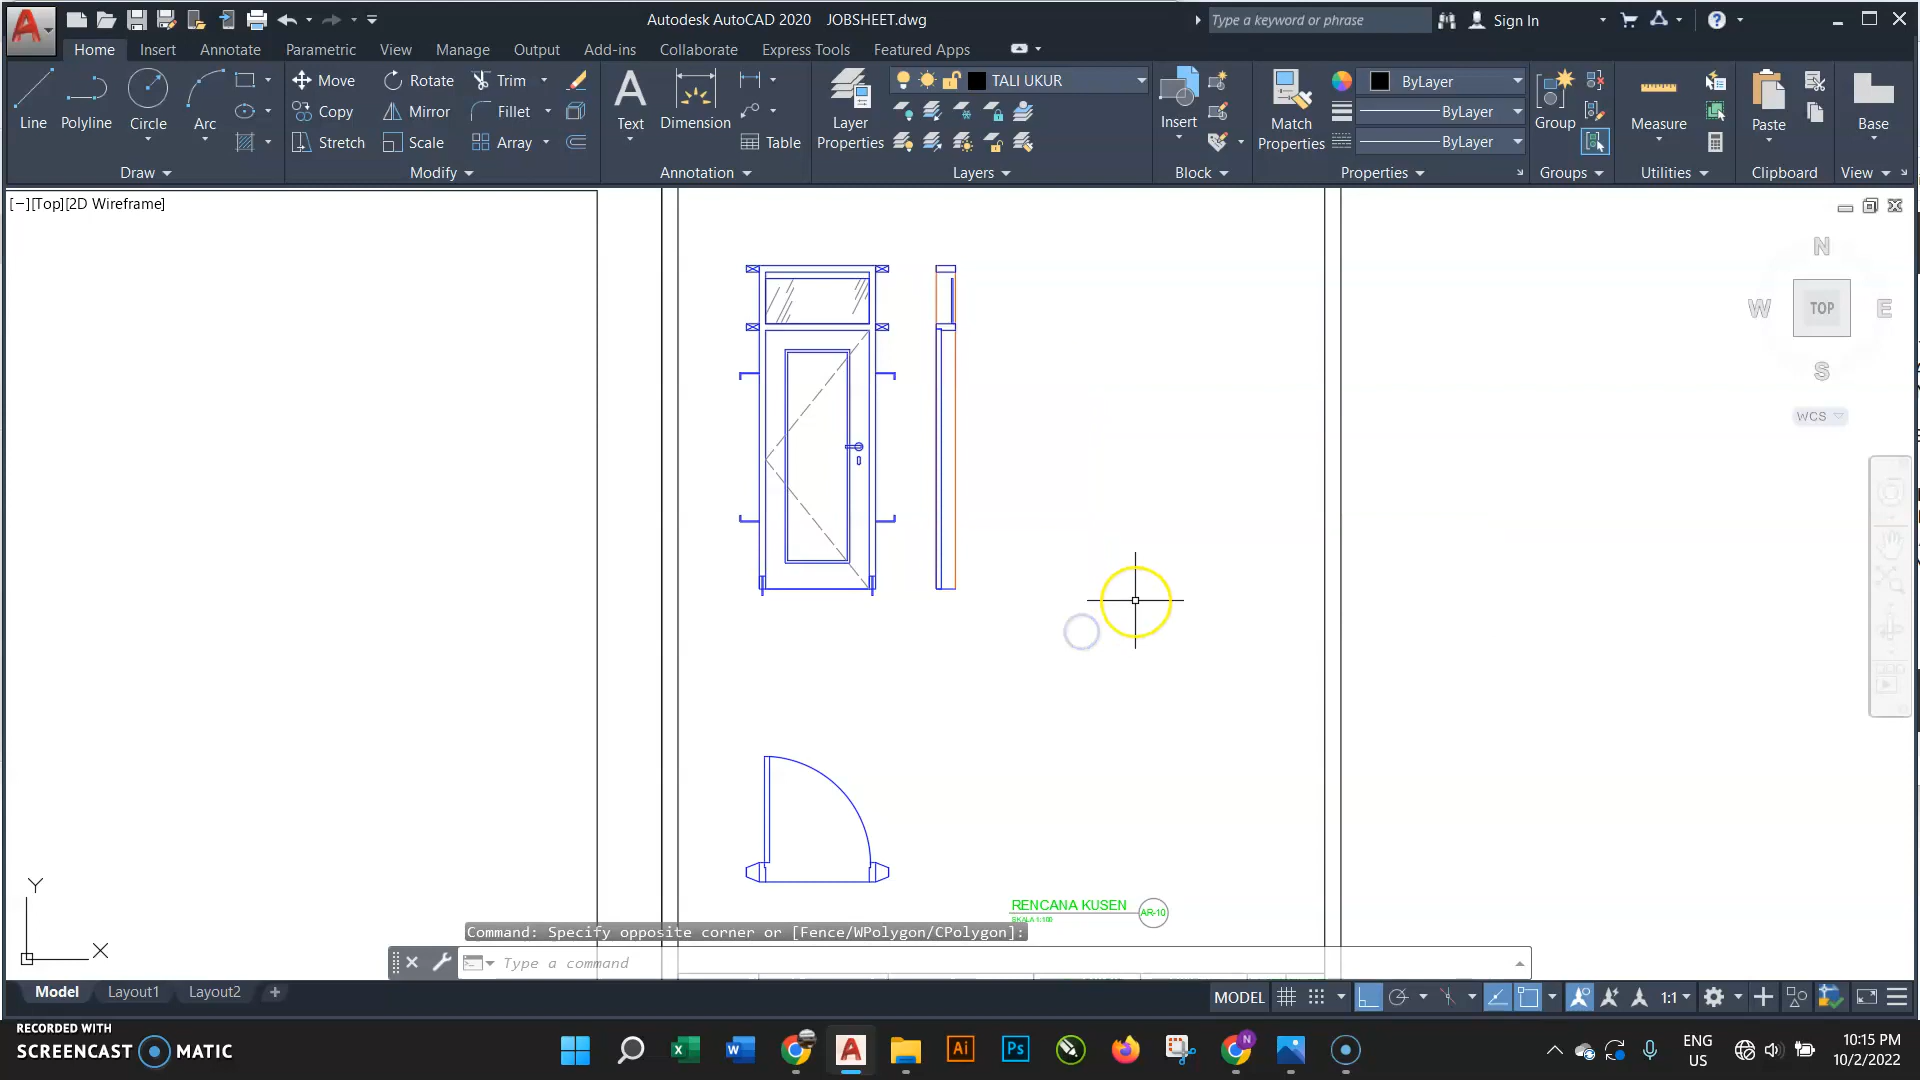 Autodesk AutoCAD 2020 JOBSHEET.dwg
Type a keyword or phrase
Sign In
Home Insert Annotate Parametric View Manage Output Add-ins Collaborate Express Tools Featured Apps
Line Polyline Circle Arc
Move Rotate Trim
Copy Mirror Fillet
Stretch Scale Array
Text Dimension Table
Layer Properties
TALI UKUR
Insert
Match Properties
ByLayer
ByLayer
ByLayer
Group
Measure
Paste
Base
Draw Modify Annotation Layers Block Properties Groups Utilities Clipboard View
[−][Top][2D Wireframe]
N
W TOP E
S
WCS
Y
X
RENCANA KUSEN
SKALA 1:100
AR-10
Command: Specify opposite corner or [Fence/WPolygon/CPolygon]:
Type a command
Model Layout1 Layout2 +
MODEL 1:1
RECORDED WITH
SCREENCAST MATIC
ENG
US
10:15 PM
10/2/2022